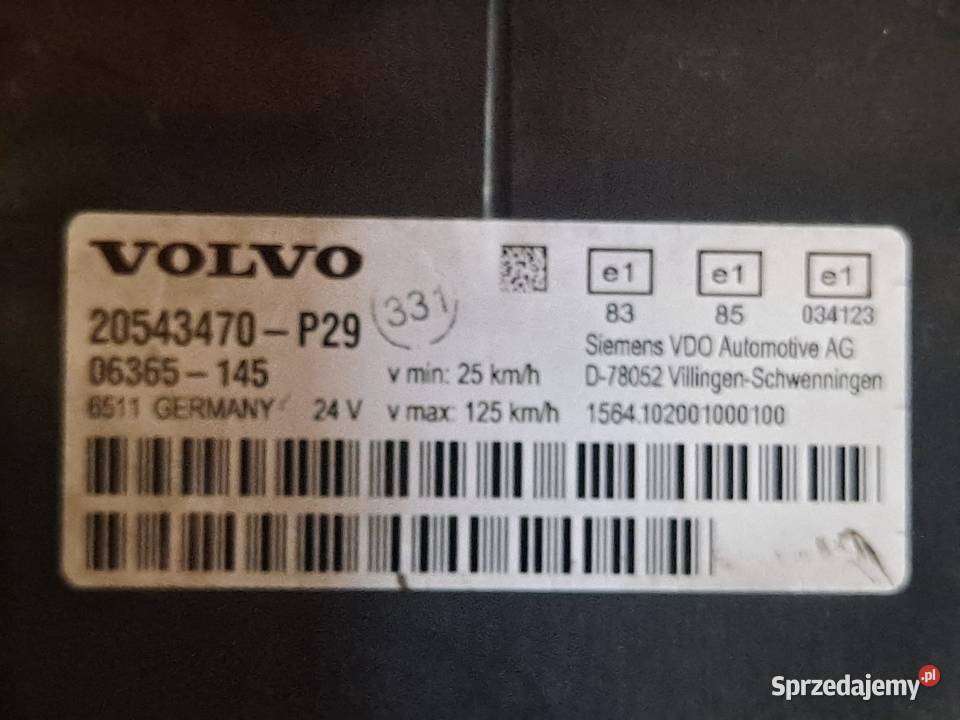 VOLVO
20543470-P29
331
06365-145
6511 GERMANY
24 V
v min: 25 km/h
v max: 125 km/h
e1
83
e1
85
e1
034123
Siemens VDO Automotive AG
D-78052 Villingen-Schwenningen
1564.102001000100
Sprzedajemy.pl